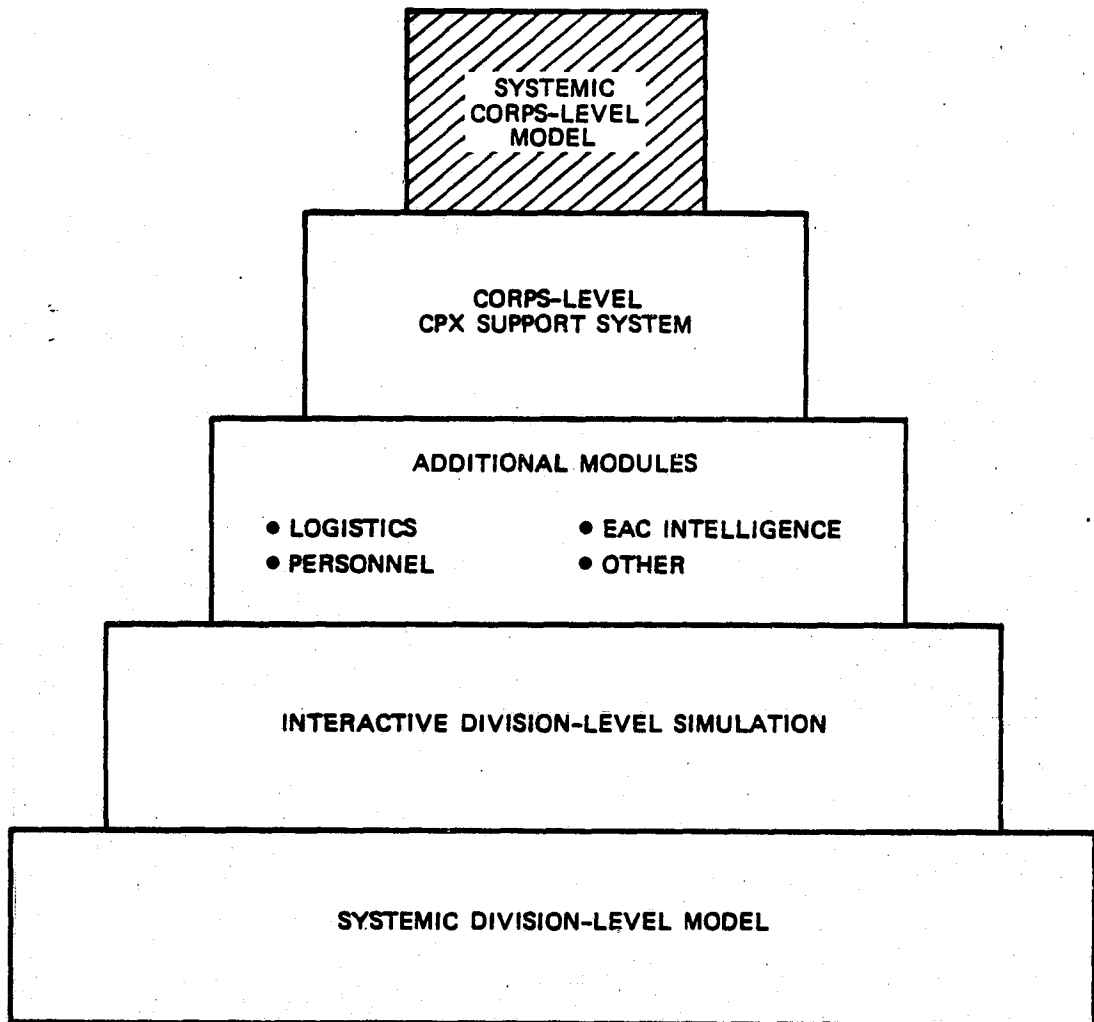 SYSTEMIC
CORPS-LEVEL
MODEL
CORPS-LEVEL
CPX SUPPORT SYSTEM
ADDITIONAL MODULES
• LOGISTICS
• EAC INTELLIGENCE
• PERSONNEL
• OTHER
INTERACTIVE DIVISION-LEVEL SIMULATION
SYSTEMIC DIVISION-LEVEL MODEL